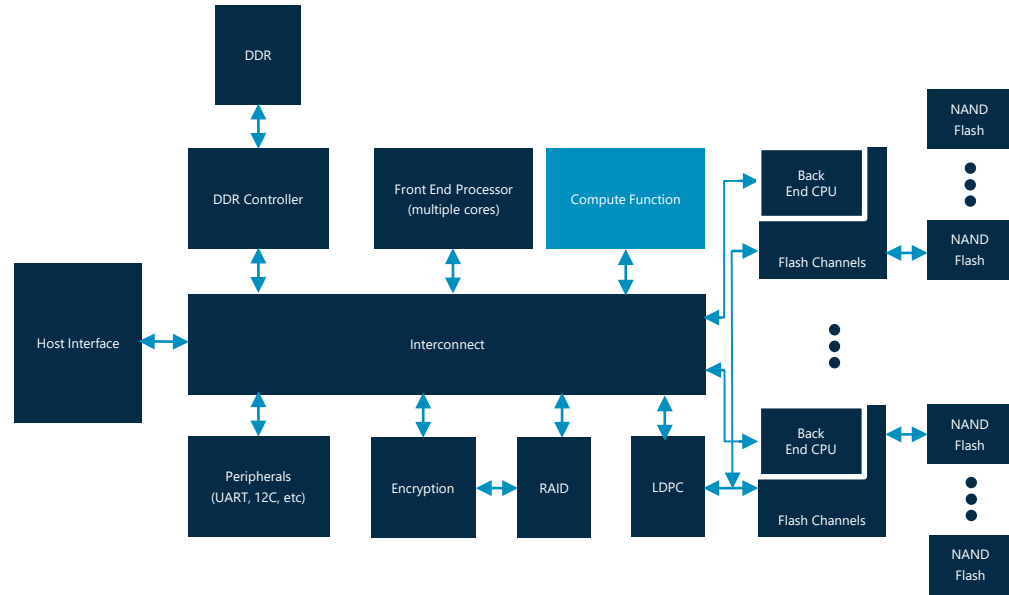 DDR
NAND
Flash
DDR Controller
Front End Processor
(multiple cores)
Compute Function
Back
End CPU
Flash Channels
NAND
Flash
Host Interface
Interconnect
Peripherals
(UART, 12C, etc)
Encryption
RAID
LDPC
Back
End CPU
Flash Channels
NAND
Flash
NAND
Flash